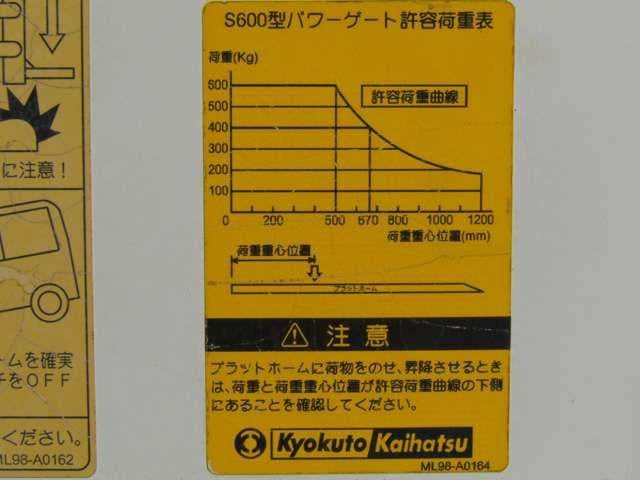 に注意!
ームを確実
チをOFF
ください。
ML98-A0162
S600型パワーゲート許容荷重表
荷重(Kg)
600
500
400
300
200
100
許容荷重曲線
0 200 500 670 800 1000 1200
荷重重心位置(mm)
荷重重心位置
プラットホーム
注意
プラットホームに荷物をのせ、昇降させるとき
は、荷重と荷重重心位置が許容荷重曲線の下側
にあることを確認してください。
Kyokuto Kaihatsu
ML98-A0164